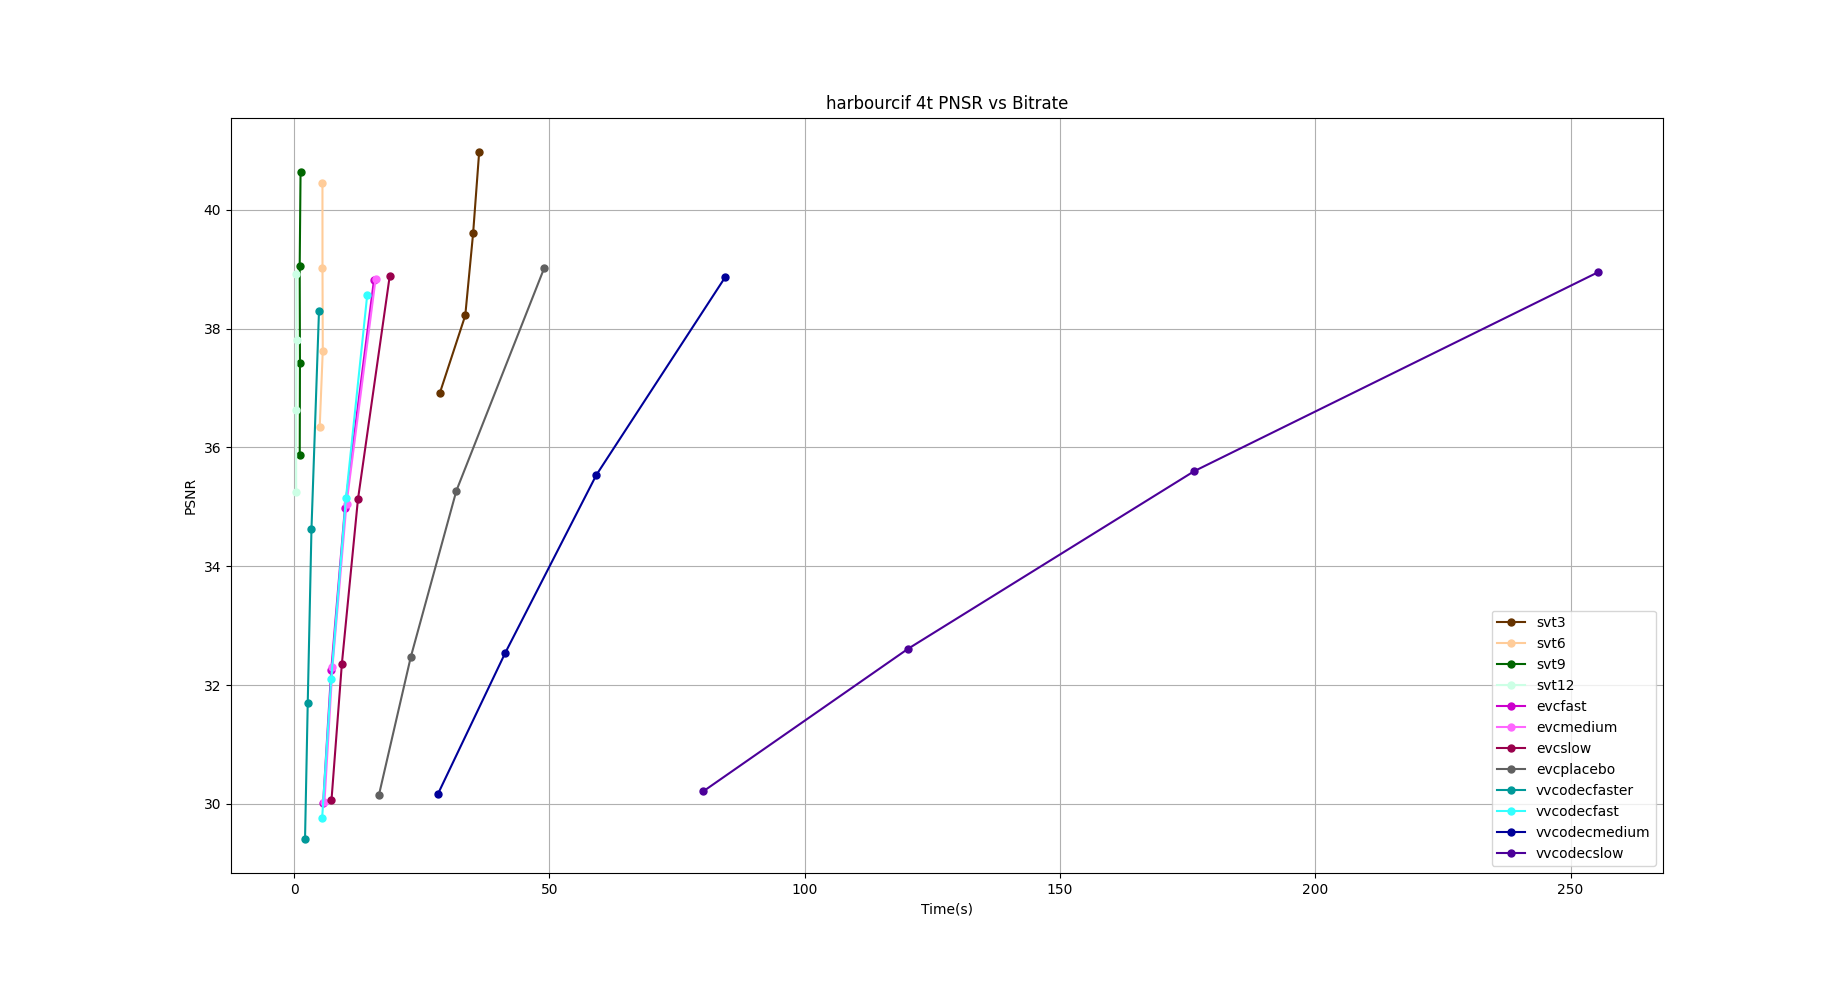 harbourcif 4t PNSR vs Bitrate
PSNR
40
38
36
34
32
30
0 50 100 150 200 250
Time(s)
svt3
svt6
svt9
svt12
evcfast
evcmedium
evcslow
evcplacebo
vvcodecfaster
vvcodecfast
vvcodecmedium
vvcodecslow